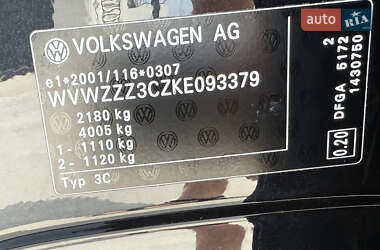 auto.ria
.com
VOLKSWAGEN AG
e1*2001/116*0307
WVWZZZ3CZKE093379
2180 kg
4005 kg
1- 1110 kg
2- 1120 kg
Typ 3C
DFGA 5172 2
1430750
0.20